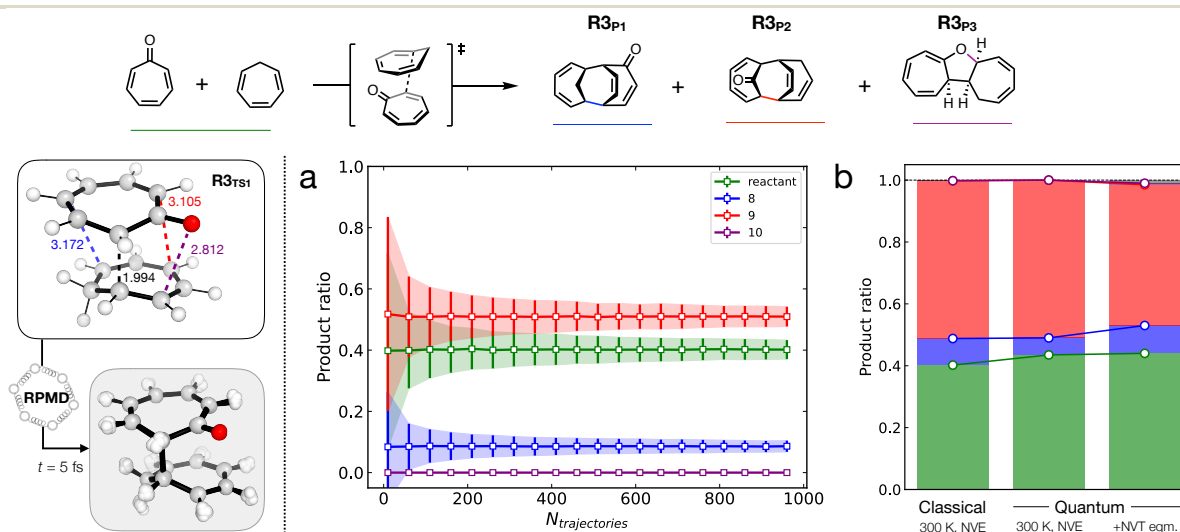 R3P1
R3P2
R3P3
O
+
‡
O
O
+
O
+
O
H
H
H
R3TS1
3.105
3.172
2.812
1.994
RPMD
t = 5 fs
a
1.0
0.8
0.6
0.4
0.2
0.0
Product ratio
reactant
8
9
10
0
200
400
600
800
1000
Ntrajectories
b
1.0
0.8
0.6
0.4
0.2
0.0
Product ratio
Classical
Quantum
300 K, NVE
300 K, NVE
+NVT eqm.